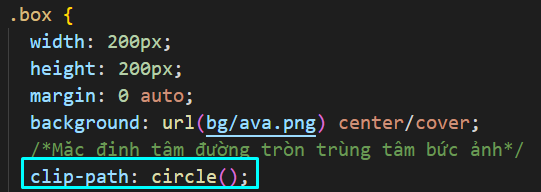 .box {
width: 200px;
height: 200px;
margin: 0 auto;
background: url(bg/ava.png) center/cover;
/*Mặc định tâm đường tròn trùng tâm bức ảnh*/
clip-path: circle();